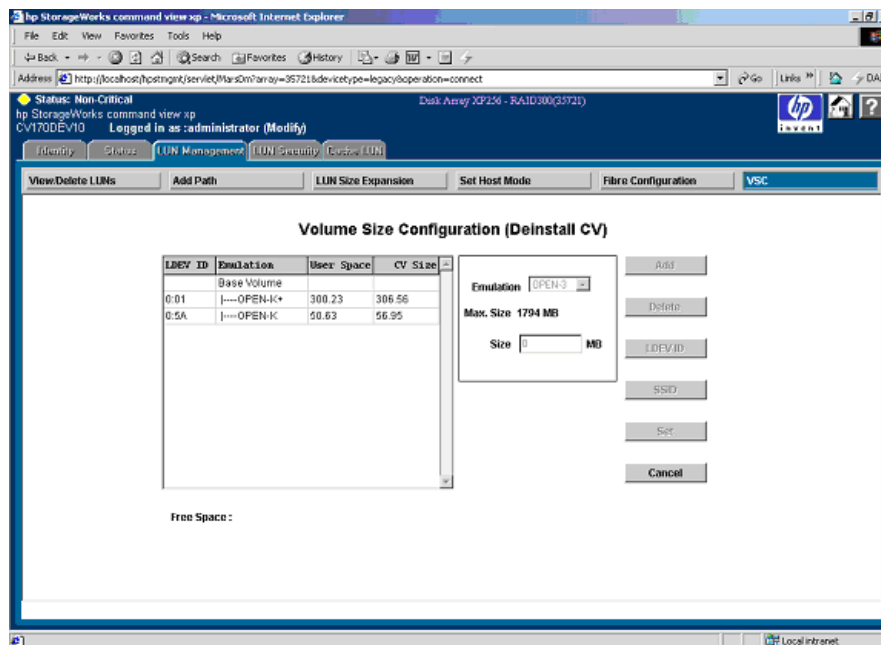 hp StorageWorks command view xp - Microsoft Internet Explorer
File Edit View Favorites Tools Help
Back Search Favorites History
Address http://localhost/hpstmgmt/servlet/MarsDm?array=35721&devicetype=legacy&operation=connect Go Links »
Status: Non-Critical
Disk Array XP256 - RAID300(35721)
hp StorageWorks command view xp
CV170DEV10 Logged in as :administrator (Modify)
hp
invent
?
Identity Status LUN Management LUN Security Cache LUN
View/Delete LUNs Add Path LUN Size Expansion Set Host Mode Fibre Configuration VSC
Volume Size Configuration (Deinstall CV)
LDEV ID Emulation User Space CV Size
Base Volume
0:01 |----OPEN-K+ 300.23 306.56
0:5A |----OPEN-K 50.63 56.95
Emulation OPEN-3
Max. Size 1794 MB
Size 0 MB
Add
Delete
LDEV ID
SSID
Set
Cancel
Free Space :
Local intranet